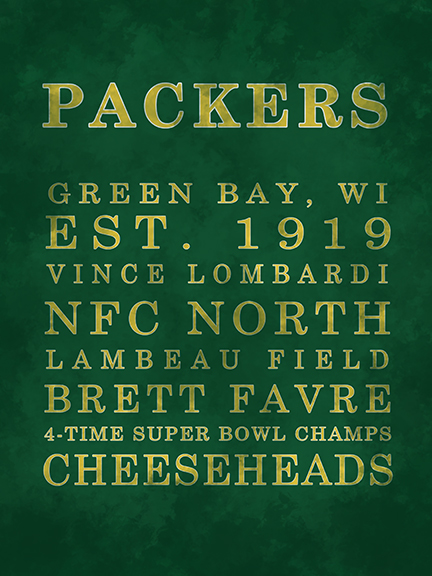 PACKERS
GREEN BAY, WI
EST. 1919
VINCE LOMBARDI
NFC NORTH
LAMBEAU FIELD
BRETT FAVRE
4-TIME SUPER BOWL CHAMPS
CHEESEHEADS